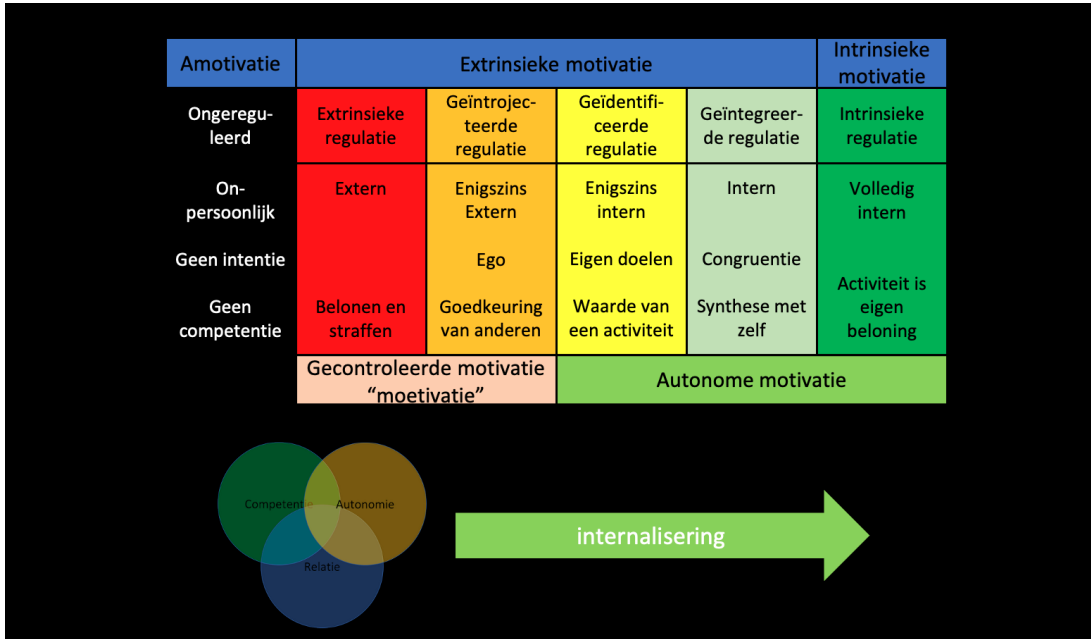 Amotivatie
Extrinsieke motivatie
Intrinsieke
motivatie
Ongeregu-
leerd
Extrinsieke
regulatie
Geïntrojec-
teerde
regulatie
Geïdentifi-
ceerde
regulatie
Geïntegreer-
de regulatie
Intrinsieke
regulatie
On-
persoonlijk
Extern
Enigszins
Extern
Enigszins
intern
Intern
Volledig
intern
Geen intentie
Ego
Eigen doelen
Congruentie
Geen
competentie
Belonen en
straffen
Goedkeuring
van anderen
Waarde van
een activiteit
Synthese met
zelf
Activiteit is
eigen
beloning
Gecontroleerde motivatie
“moetivatie”
Autonome motivatie
Competentie
Autonomie
Relatie
internalisering